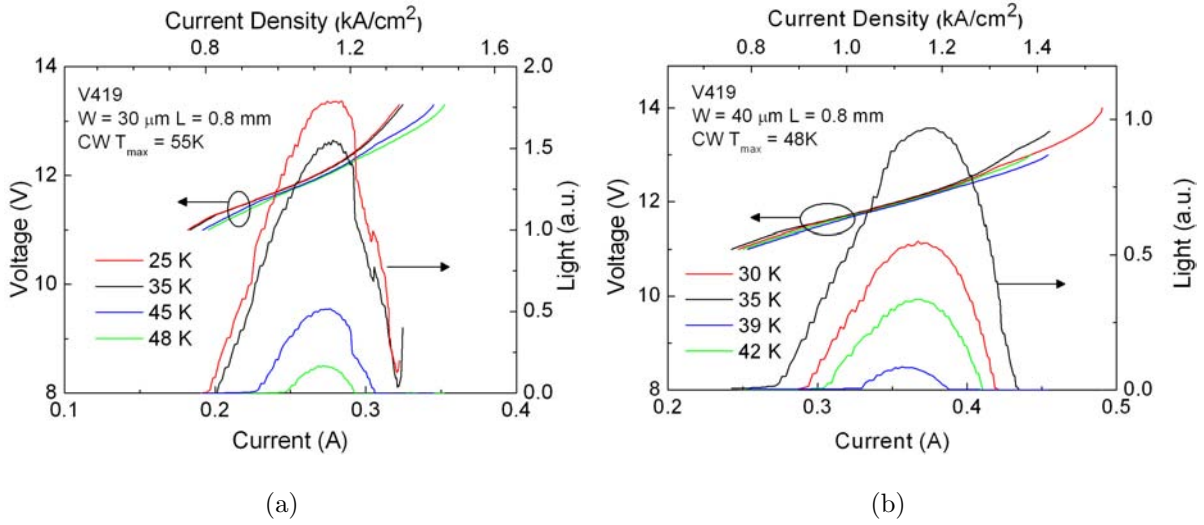 (a)
Current Density (kA/cm²)
0.8 1.0 1.2 1.4 1.6
14
12
10
8
Voltage (V)
V419
W = 30 μm L = 0.8 mm
CW Tmax = 55K
25 K
35 K
45 K
48 K
2.0
1.5
1.0
0.5
0.0
Light (a.u.)
0.1 0.2 0.3 0.4
Current (A)
(a)
(b)
Current Density (kA/cm²)
0.8 1.0 1.2 1.4
14
12
10
8
Voltage (V)
V419
W = 40 μm L = 0.8 mm
CW Tmax = 48K
30 K
35 K
39 K
42 K
1.0
0.5
0.0
Light (a.u.)
0.2 0.3 0.4 0.5
Current (A)
(b)